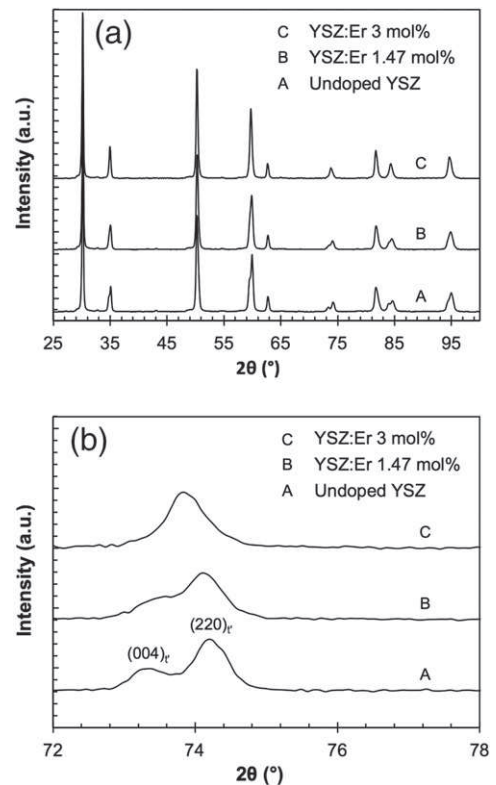 (a)
C YSZ:Er 3 mol%
B YSZ:Er 1.47 mol%
A Undoped YSZ
Intensity (a.u.)
C
B
A
25 35 45 55 65 75 85 95
2θ (°)
(b)
C YSZ:Er 3 mol%
B YSZ:Er 1.47 mol%
A Undoped YSZ
Intensity (a.u.)
C
B
(004)t' (220)t'
A
72 74 76 78
2θ (°)